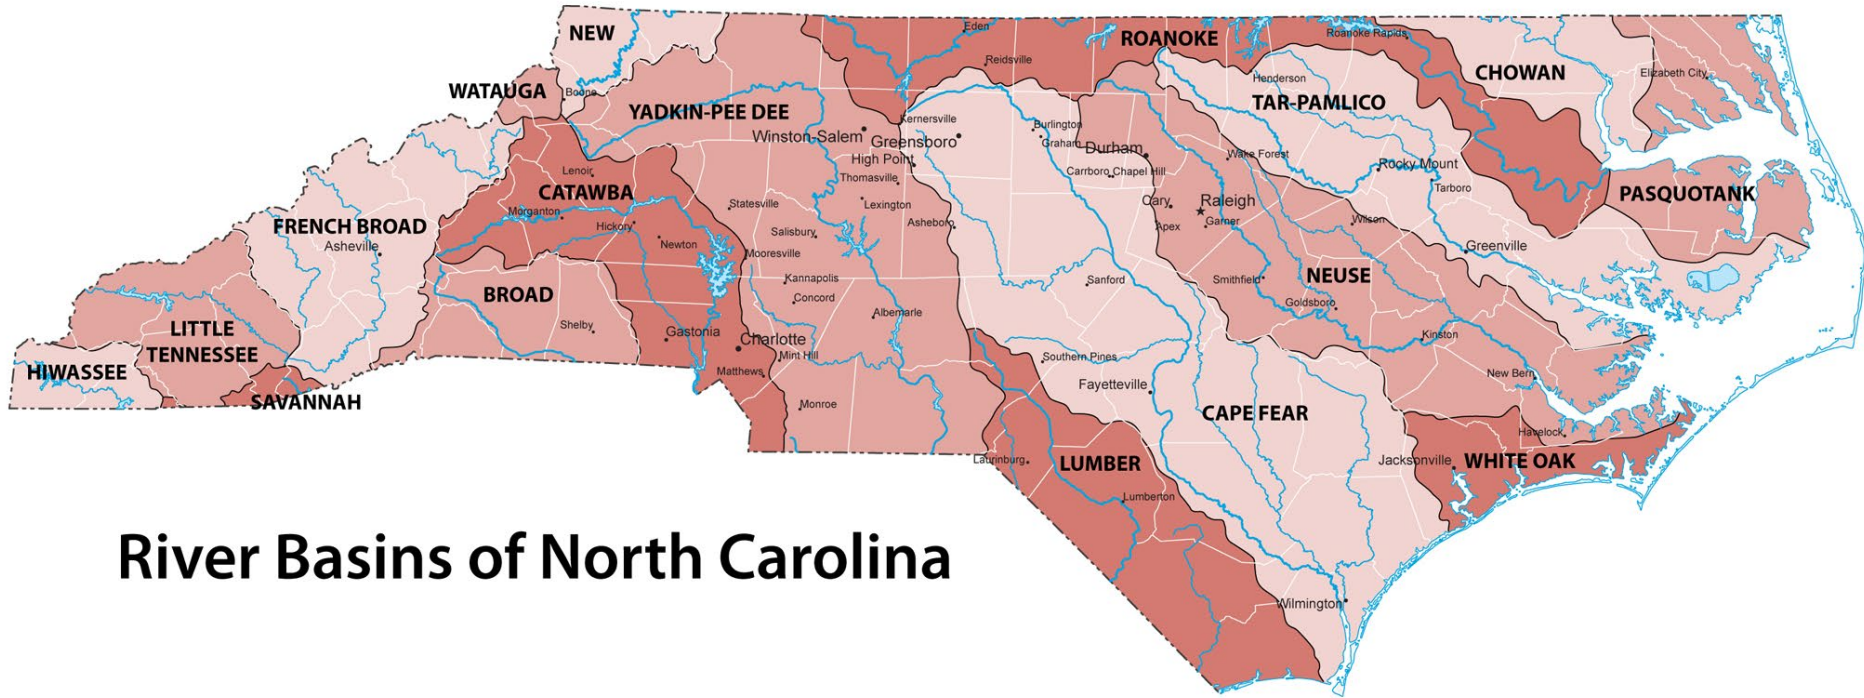 NEW
Eden
ROANOKE
Roanoke Rapids
Reidsville
CHOWAN
Elizabeth City
Henderson
WATAUGA
Boone
TAR-PAMLICO
YADKIN-PEE DEE
Kernersville
Burlington
Winston-Salem
Greensboro
Graham
Durham
Wake Forest
High Point
Rocky Mount
Lenoir
Thomasville
Carrboro
Chapel Hill
Tarboro
CATAWBA
PASQUOTANK
Morganton
Statesville
Lexington
Cary
Raleigh
FRENCH BROAD
Hickory
Asheboro
Apex
Garner
Wilson
Asheville
Newton
Salisbury
Greenville
Mooresville
Kannapolis
Sanford
Smithfield
NEUSE
BROAD
Concord
Goldsboro
LITTLE
TENNESSEE
Shelby
Gastonia
Albemarle
Charlotte
Kinston
Mint Hill
Southern Pines
HIWASSEE
Matthews
Fayetteville
New Bern
SAVANNAH
Monroe
CAPE FEAR
Havelock
Laurinburg
LUMBER
Jacksonville
WHITE OAK
Lumberton
River Basins of North Carolina
Wilmington